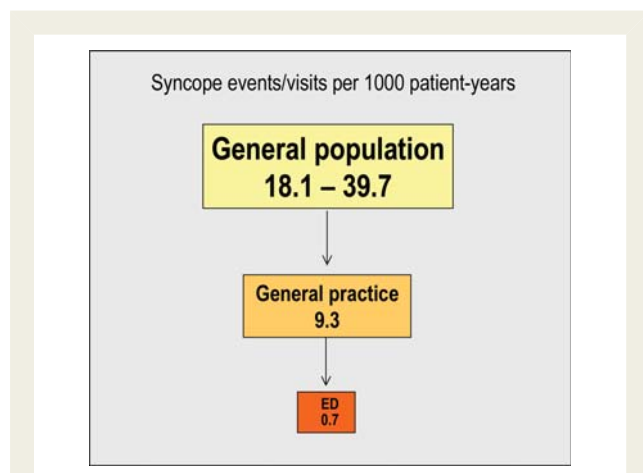 Syncope events/visits per 1000 patient-years
General population
18.1 – 39.7
General practice
9.3
ED
0.7